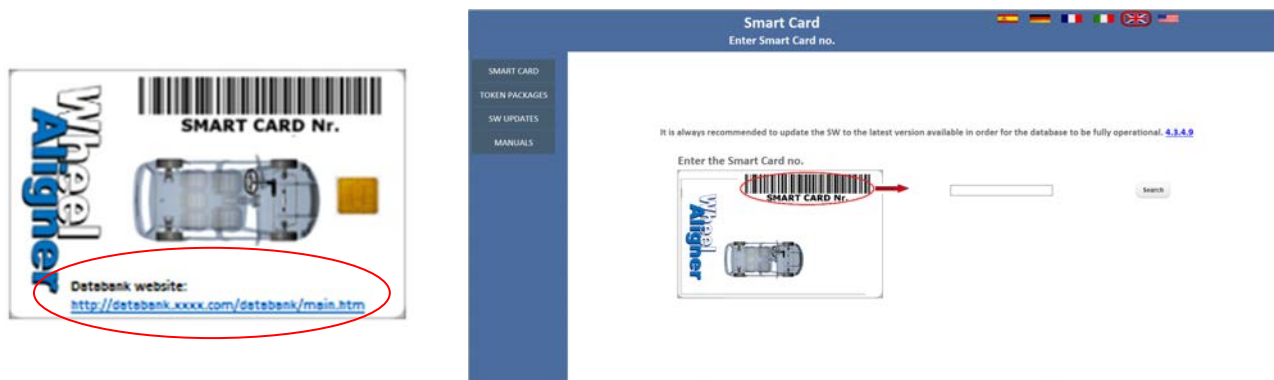 SMART CARD Nr.
Wheel
Aligner
Databank website:
http://databank.xxxx.com/databank/main.htm
Smart Card
Enter Smart Card no.
SMART CARD
TOKEN PACKAGES
SW UPDATES
MANUALS
It is always recommended to update the SW to the latest version available in order for the database to be fully operational. 4.3.4.9
Enter the Smart Card no.
SMART CARD Nr.
Wheel
Aligner
Search